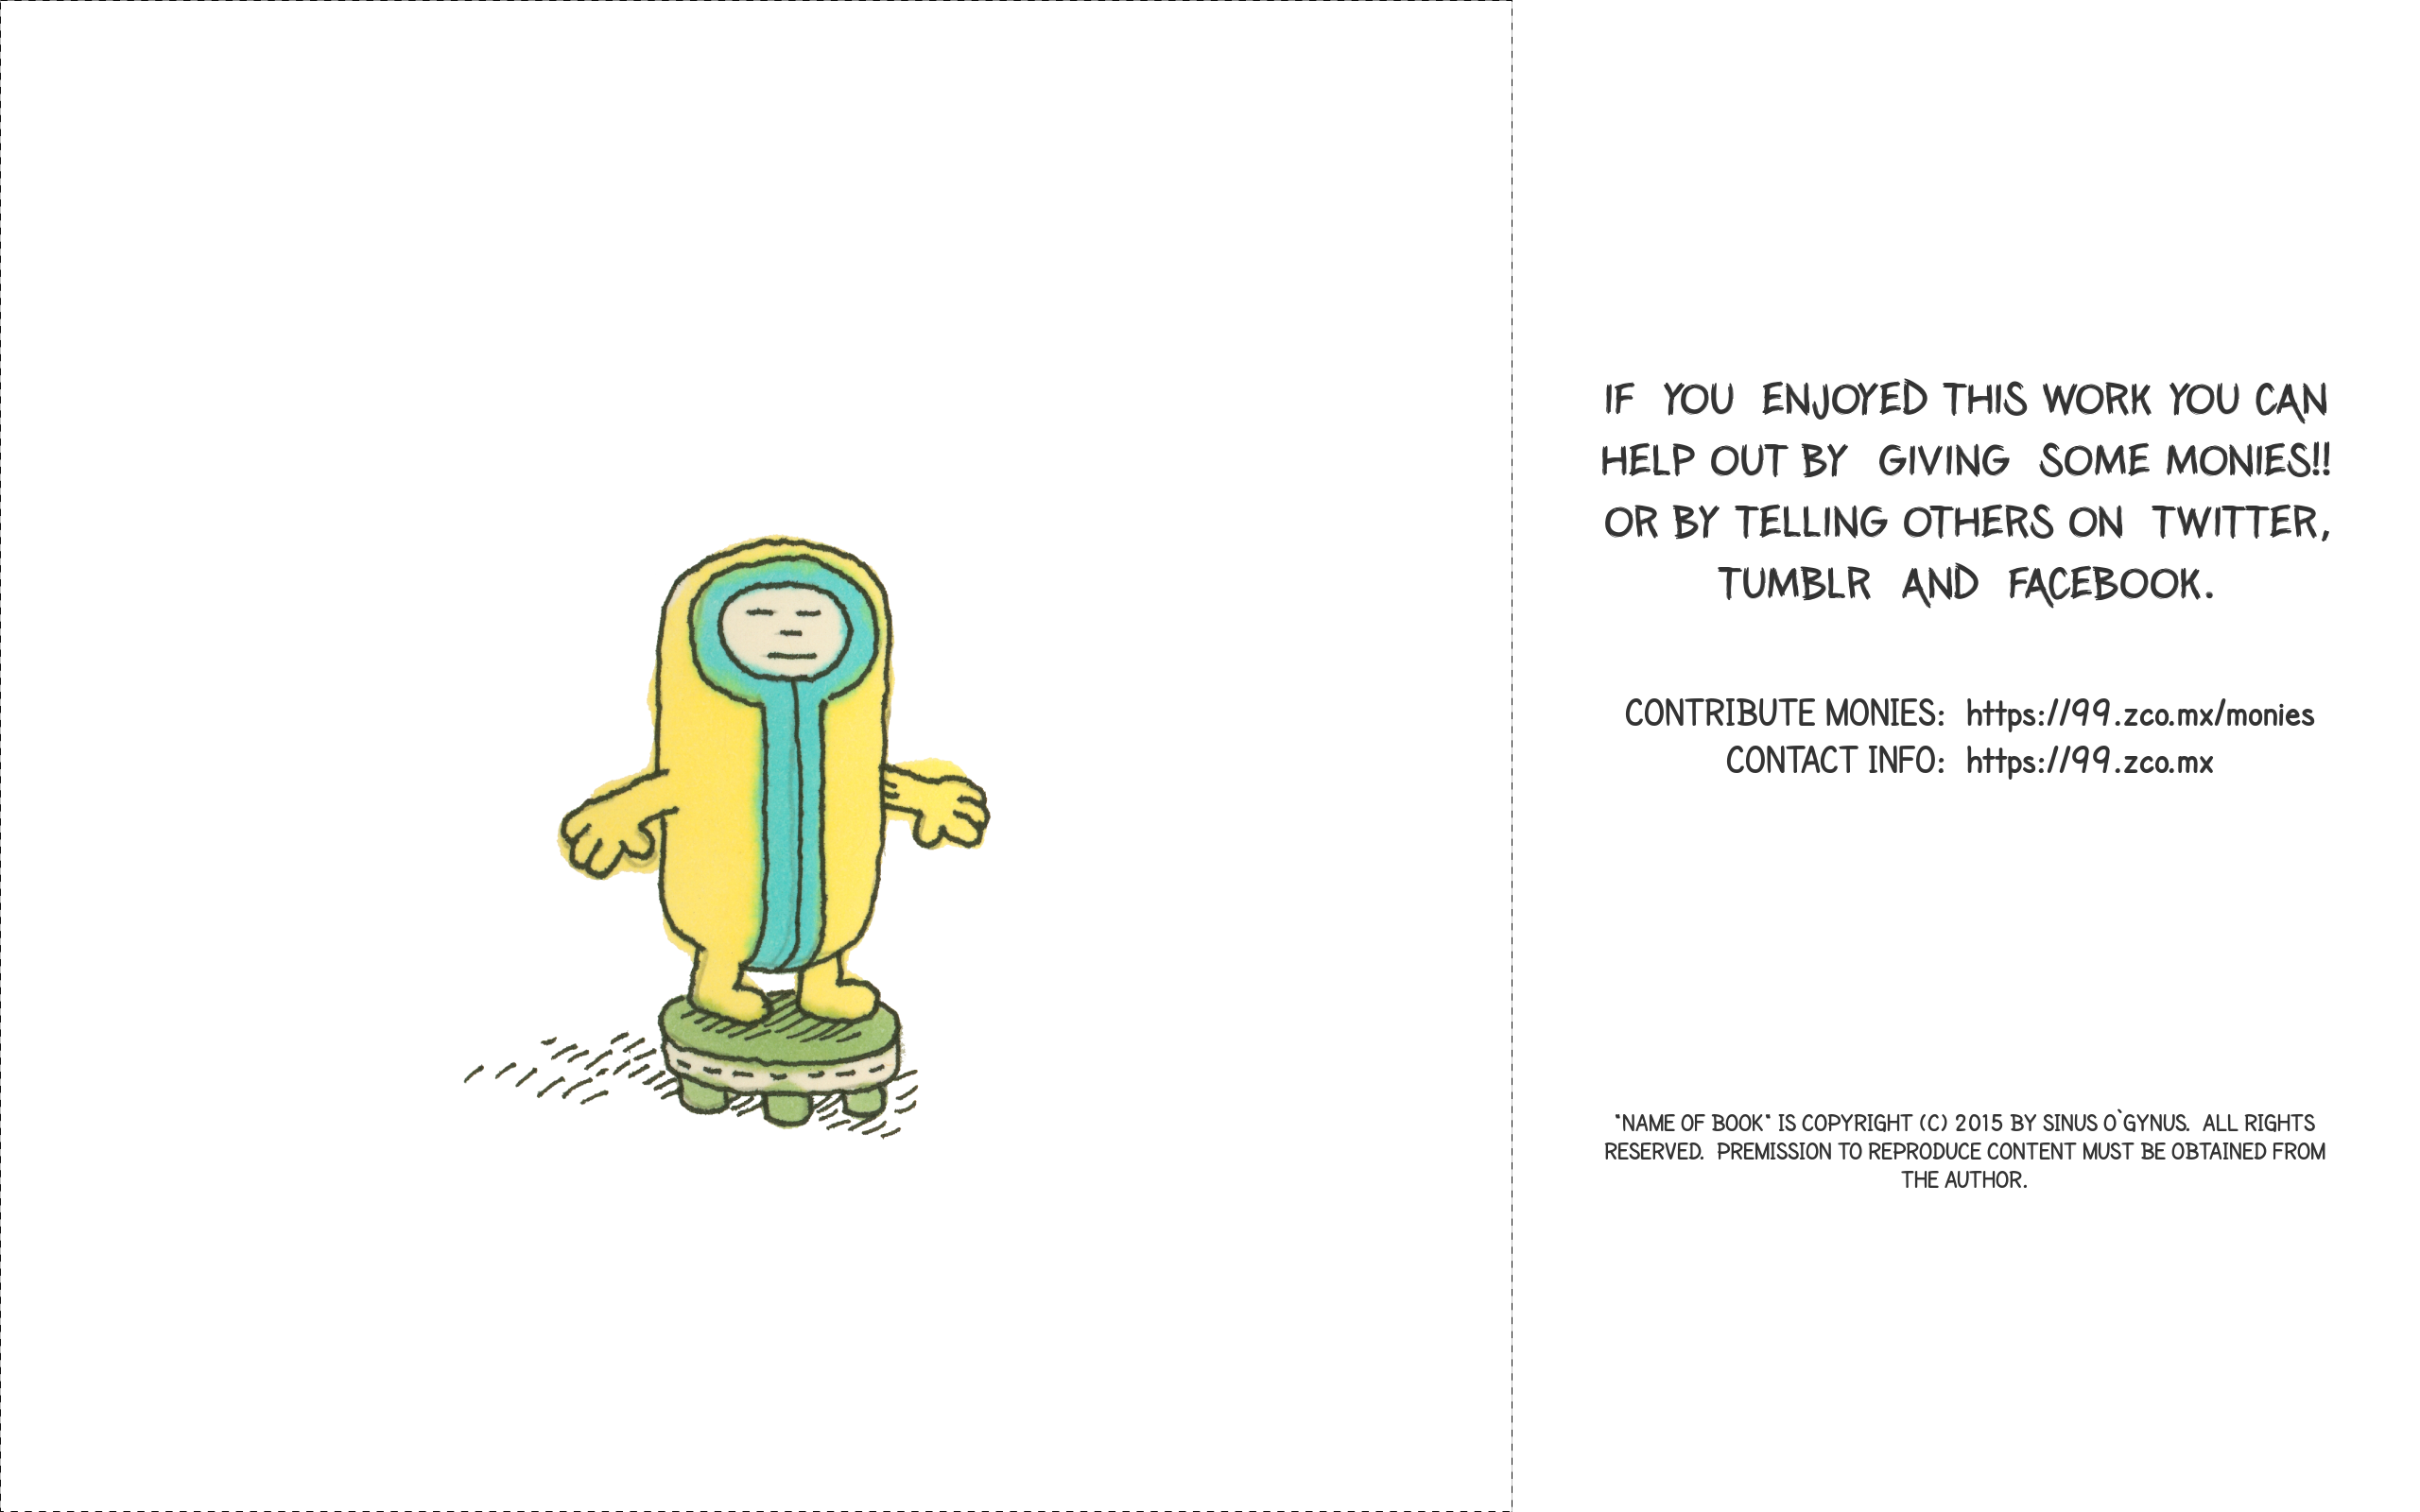 IF YOU ENJOYED THIS WORK YOU CAN
HELP OUT BY GIVING SOME MONIES!!
OR BY TELLING OTHERS ON TWITTER,
TUMBLR AND FACEBOOK.
CONTRIBUTE MONIES: https://99.zco.mx/monies
CONTACT INFO: https://99.zco.mx
"NAME OF BOOK" IS COPYRIGHT (C) 2015 BY SINUS O`GYNUS. ALL RIGHTS
RESERVED. PREMISSION TO REPRODUCE CONTENT MUST BE OBTAINED FROM
THE AUTHOR.